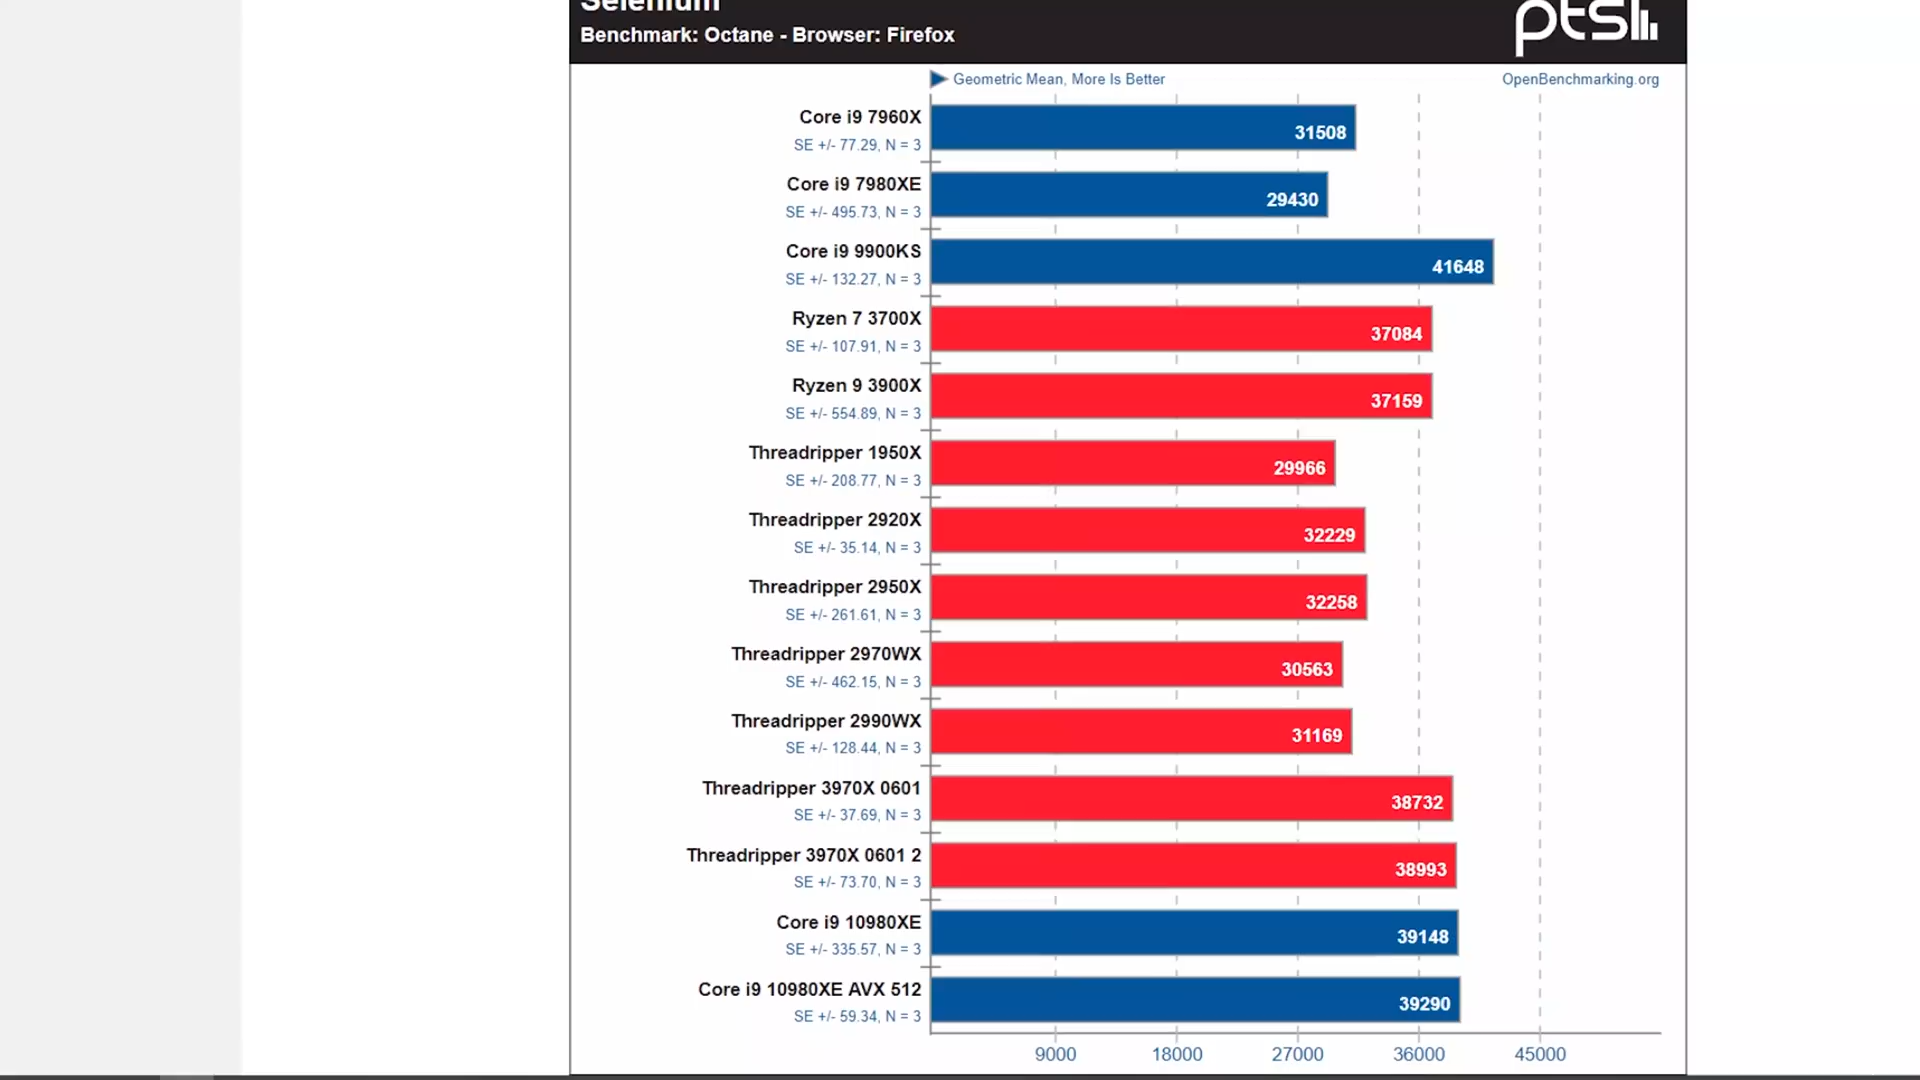 Selenium
Benchmark: Octane - Browser: Firefox
pts
Geometric Mean, More Is Better
OpenBenchmarking.org
Core i9 7960X
SE +/- 77.29, N = 3
31508
Core i9 7980XE
SE +/- 495.73, N = 3
29430
Core i9 9900KS
SE +/- 132.27, N = 3
41648
Ryzen 7 3700X
SE +/- 107.91, N = 3
37084
Ryzen 9 3900X
SE +/- 554.89, N = 3
37159
Threadripper 1950X
SE +/- 208.77, N = 3
29966
Threadripper 2920X
SE +/- 35.14, N = 3
32229
Threadripper 2950X
SE +/- 261.61, N = 3
32258
Threadripper 2970WX
SE +/- 462.15, N = 3
30563
Threadripper 2990WX
SE +/- 128.44, N = 3
31169
Threadripper 3970X 0601
SE +/- 37.69, N = 3
38732
Threadripper 3970X 0601 2
SE +/- 73.70, N = 3
38993
Core i9 10980XE
SE +/- 335.57, N = 3
39148
Core i9 10980XE AVX 512
SE +/- 59.34, N = 3
39290
9000 18000 27000 36000 45000